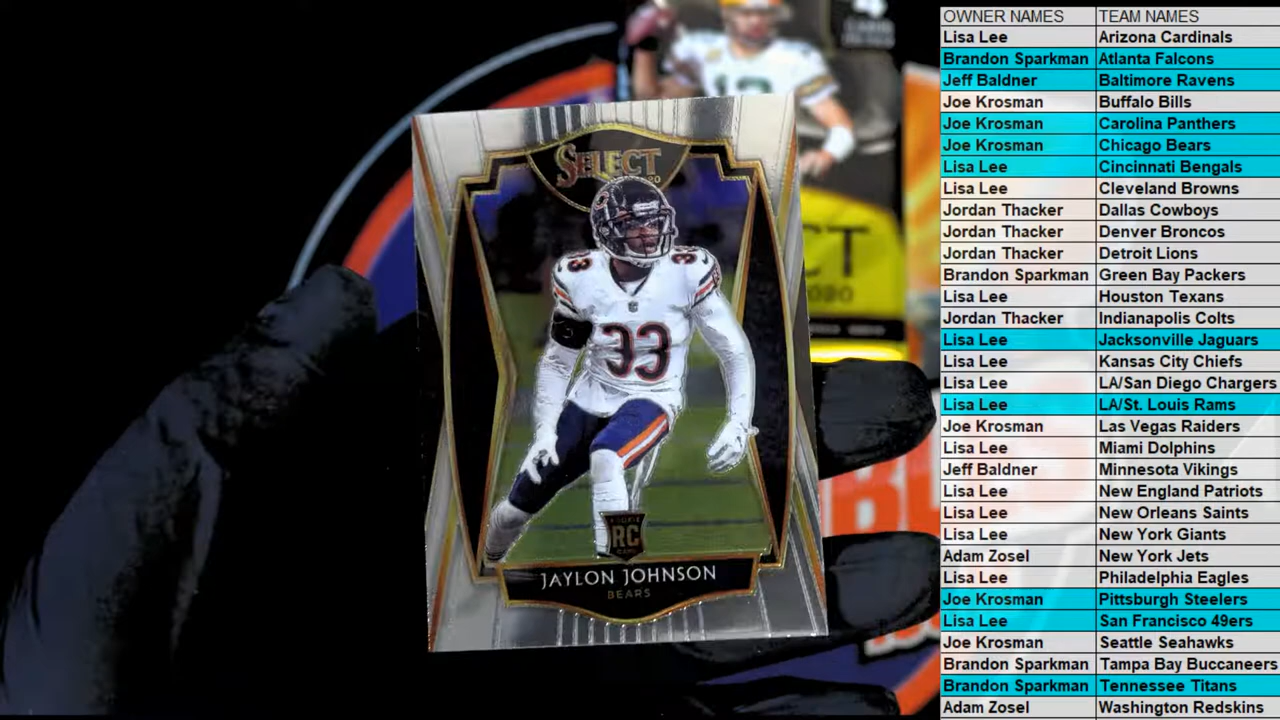 SELECT
2020
33
33
33
ROOKIE
RC
CARD
JAYLON JOHNSON
BEARS
OWNER NAMES TEAM NAMES
Lisa Lee Arizona Cardinals
Brandon Sparkman Atlanta Falcons
Jeff Baldner Baltimore Ravens
Joe Krosman Buffalo Bills
Joe Krosman Carolina Panthers
Joe Krosman Chicago Bears
Lisa Lee Cincinnati Bengals
Lisa Lee Cleveland Browns
Jordan Thacker Dallas Cowboys
Jordan Thacker Denver Broncos
Jordan Thacker Detroit Lions
Brandon Sparkman Green Bay Packers
Lisa Lee Houston Texans
Jordan Thacker Indianapolis Colts
Lisa Lee Jacksonville Jaguars
Lisa Lee Kansas City Chiefs
Lisa Lee LA/San Diego Chargers
Lisa Lee LA/St. Louis Rams
Joe Krosman Las Vegas Raiders
Lisa Lee Miami Dolphins
Jeff Baldner Minnesota Vikings
Lisa Lee New England Patriots
Lisa Lee New Orleans Saints
Lisa Lee New York Giants
Adam Zosel New York Jets
Lisa Lee Philadelphia Eagles
Joe Krosman Pittsburgh Steelers
Lisa Lee San Francisco 49ers
Joe Krosman Seattle Seahawks
Brandon Sparkman Tampa Bay Buccaneers
Brandon Sparkman Tennessee Titans
Adam Zosel Washington Redskins